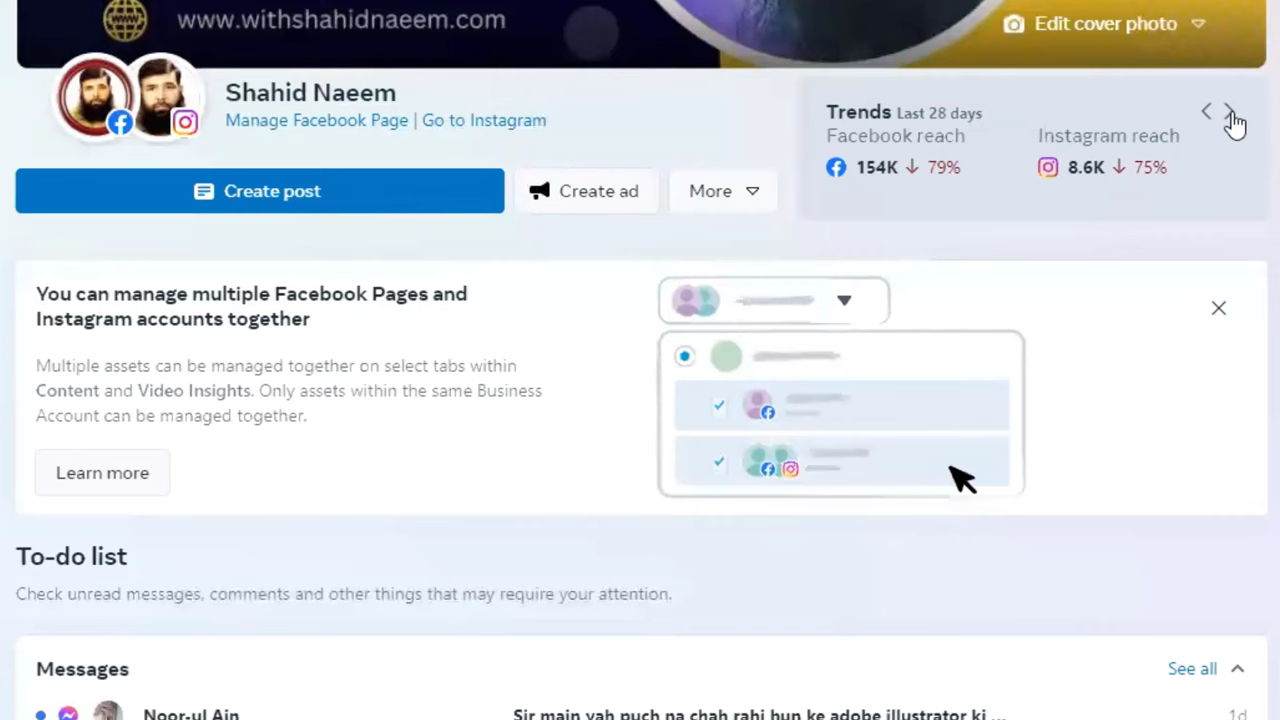 www.withshahidnaeem.com
Edit cover photo
Shahid Naeem
Manage Facebook Page | Go to Instagram
Trends Last 28 days
Facebook reach
Instagram reach
154K ↓ 79%
8.6K ↓ 75%
Create post
Create ad
More
You can manage multiple Facebook Pages and
Instagram accounts together
Multiple assets can be managed together on select tabs within
Content and Video Insights. Only assets within the same Business
Account can be managed together.
Learn more
To-do list
Check unread messages, comments and other things that may require your attention.
Messages
See all
Noor-ul Ain
Sir main yah puch na chah rahi hun ke adobe illustrator ki ...
1d